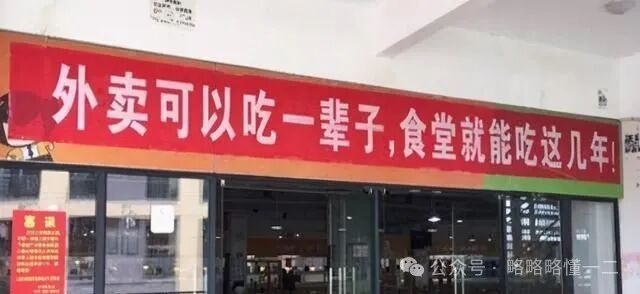 外卖可以吃一辈子,食堂就能吃这几年!
公众号·略略略懂一二